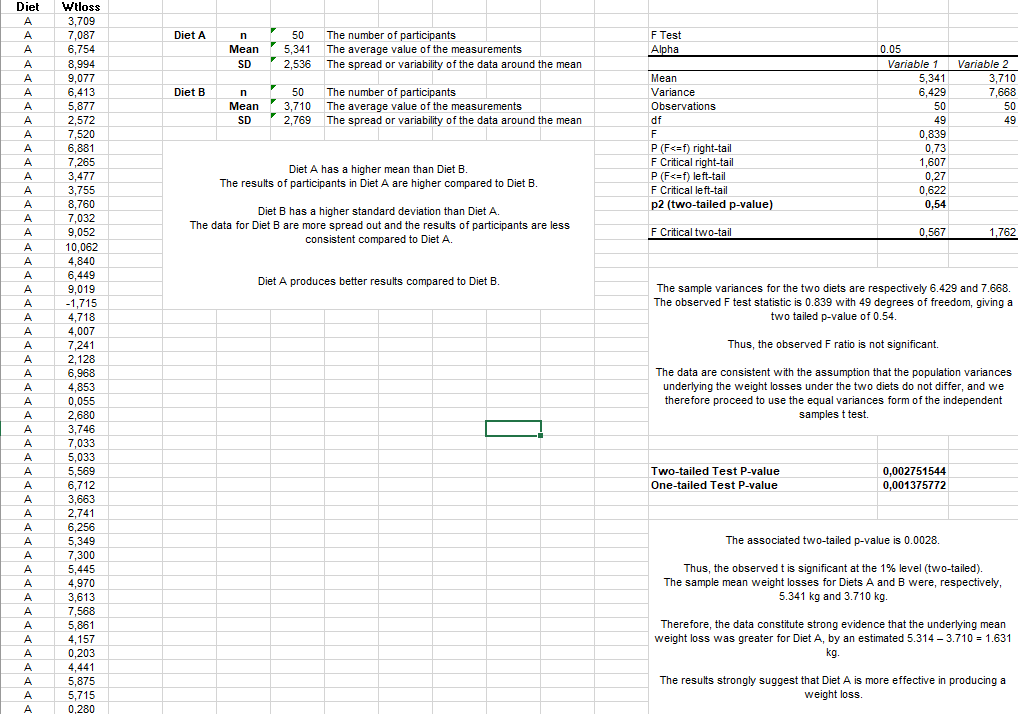 Diet Wtloss
A 3,709
A 7,087 Diet A n 50 The number of participants F Test
A 6,754 Mean 5,341 The average value of the measurements Alpha 0.05
A 8,994 SD 2,536 The spread or variability of the data around the mean Variable 1 Variable 2
A 9,077 Mean 5,341 3,710
A 6,413 Diet B n 50 The number of participants Variance 6,429 7,668
A 5,877 Mean 3,710 The average value of the measurements Observations 50 50
A 2,572 SD 2,769 The spread or variability of the data around the mean df 49 49
A 7,520 F 0,839
A 6,881 P (F<=f) right-tail 0,73
A 7,265 F Critical right-tail 1,607
A 3,477 P (F<=f) left-tail 0,27
A 3,755 F Critical left-tail 0,622
A 8,760 p2 (two-tailed p-value) 0,54
A 7,032
A 9,052 F Critical two-tail 0,567 1,762
A 10,062
A 4,840
A 6,449
A 9,019
A -1,715
A 4,718
A 4,007
A 7,241
A 2,128
A 6,968
A 4,853
A 0,055
A 2,680
A 3,746
A 7,033
A 5,033
A 5,569 Two-tailed Test P-value 0,002751544
A 6,712 One-tailed Test P-value 0,001375772
A 3,663
A 2,741
A 6,256
A 5,349
A 7,300
A 5,445
A 4,970
A 3,613
A 7,568
A 5,861
A 4,157
A 0,203
A 4,441
A 5,875
A 5,715
A 0,280
Diet A has a higher mean than Diet B.
The results of participants in Diet A are higher compared to Diet B.
Diet B has a higher standard deviation than Diet A.
The data for Diet B are more spread out and the results of participants are less
consistent compared to Diet A.
Diet A produces better results compared to Diet B.
The sample variances for the two diets are respectively 6.429 and 7.668.
The observed F test statistic is 0.839 with 49 degrees of freedom, giving a
two tailed p-value of 0.54.
Thus, the observed F ratio is not significant.
The data are consistent with the assumption that the population variances
underlying the weight losses under the two diets do not differ, and we
therefore proceed to use the equal variances form of the independent
samples t test.
The associated two-tailed p-value is 0.0028.
Thus, the observed t is significant at the 1% level (two-tailed).
The sample mean weight losses for Diets A and B were, respectively,
5.341 kg and 3.710 kg.
Therefore, the data constitute strong evidence that the underlying mean
weight loss was greater for Diet A, by an estimated 5.314 – 3.710 = 1.631
kg.
The results strongly suggest that Diet A is more effective in producing a
weight loss.